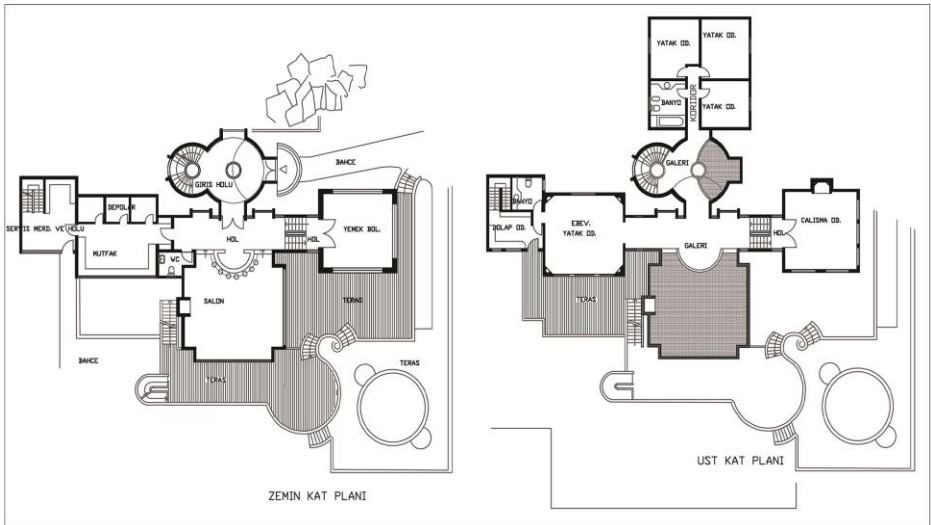 BAHCE
GIRIS HOLU
DEPOLAR
SERVIS MERD. VE HOLU
HOL
HOL
YEMEK BOL.
MUTFAK
WC
SALON
TERAS
BAHCE
TERAS
TERAS
ZEMIN KAT PLANI
YATAK OD.
YATAK OD.
BANYO
KORIDOR
YATAK OD.
GALERI
BANYO
DOLAP OD.
EBEV.
YATAK OD.
GALERI
HOL
CALISMA OD.
TERAS
UST KAT PLANI